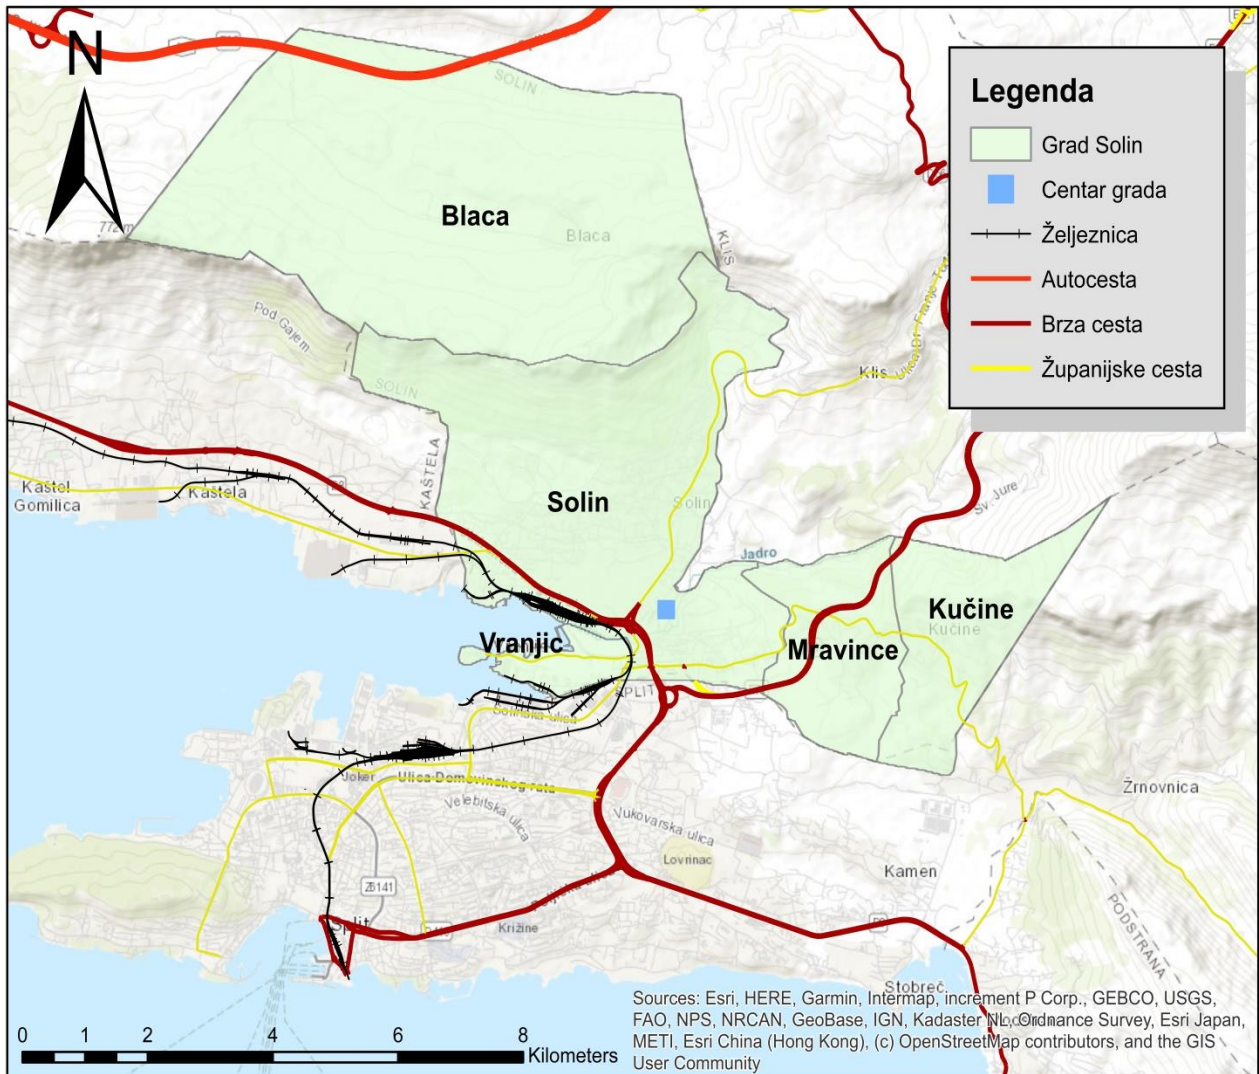 N
SOLIN
Legenda
Grad Solin
Centar grada
Željeznica
Autocesta
Brza cesta
Županijske cesta
772 m
Blaca
Blaca
KLIS
Pod Gajem
SOLIN
Klis
KAŠTELA
Kaštel
Gomilica
Kaštela
Solin
Solin
Sv. Jure
Jadro
Kučine
Kučine
Vranjic
Mravince
SPLIT
Solinska ulica
Joker
Ulica Domovinskog rata
Velebitska ulica
Vukovarska ulica
Žrnovnica
Lovrinac
Kamen
Poljička ulica
Split
Križine
PODSTRANA
Stobreč
0 1 2 4 6 8
Kilometers
Sources: Esri, HERE, Garmin, Intermap, increment P Corp., GEBCO, USGS,
FAO, NPS, NRCAN, GeoBase, IGN, Kadaster NL, Ordnance Survey, Esri Japan,
METI, Esri China (Hong Kong), (c) OpenStreetMap contributors, and the GIS
User Community